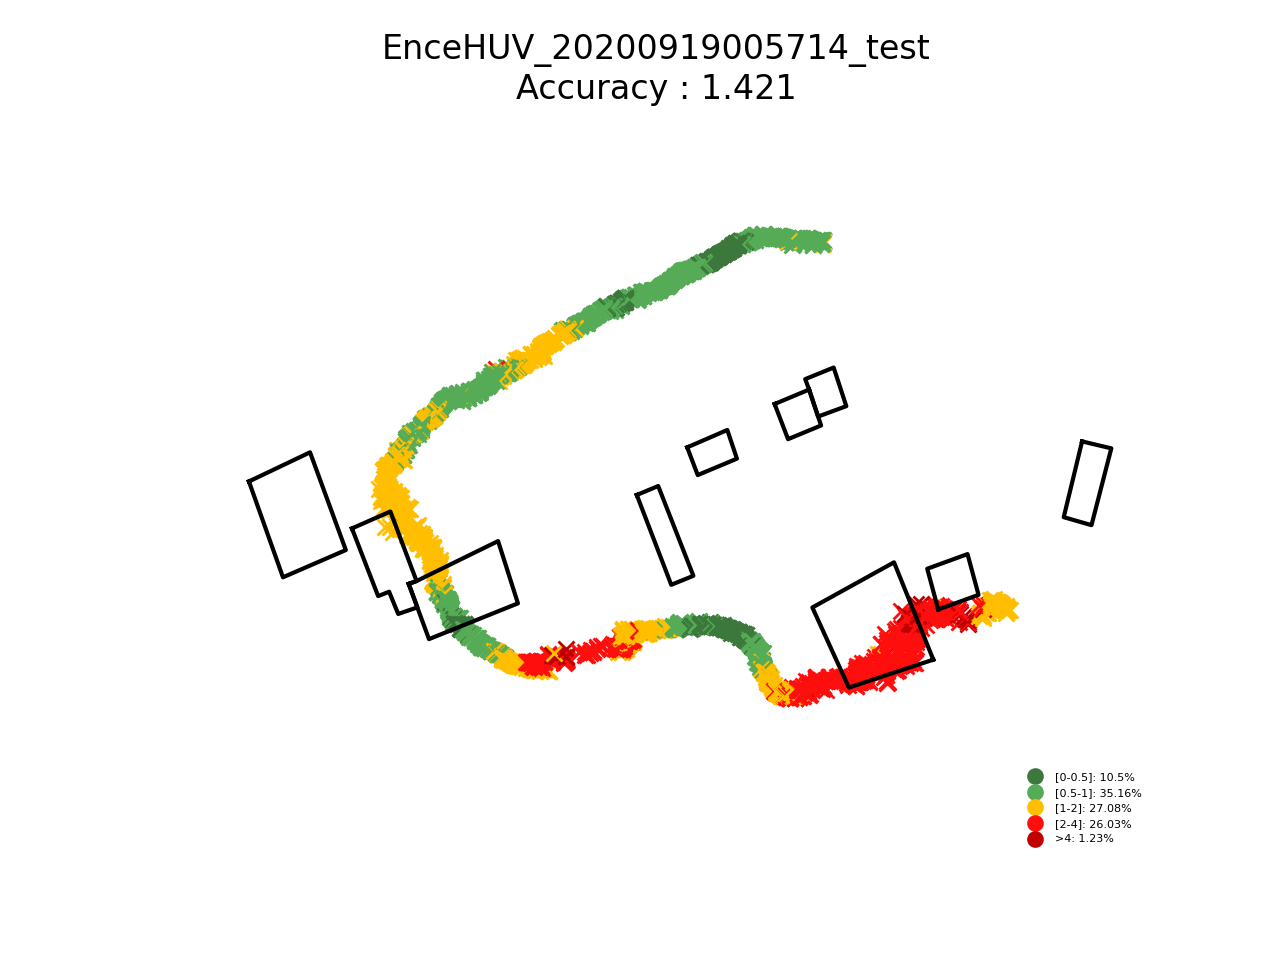 EnceHUV_20200919005714_test
Accuracy : 1.421
[0-0.5]: 10.5%
[0.5-1]: 35.16%
[1-2]: 27.08%
[2-4]: 26.03%
>4: 1.23%